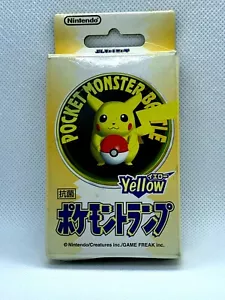 Nintendo
POCKET MONSTER BATTLE
イエロー
Yellow
抗菌
ポケモントランプ
©Nintendo/Creatures inc./GAME FREAK inc.